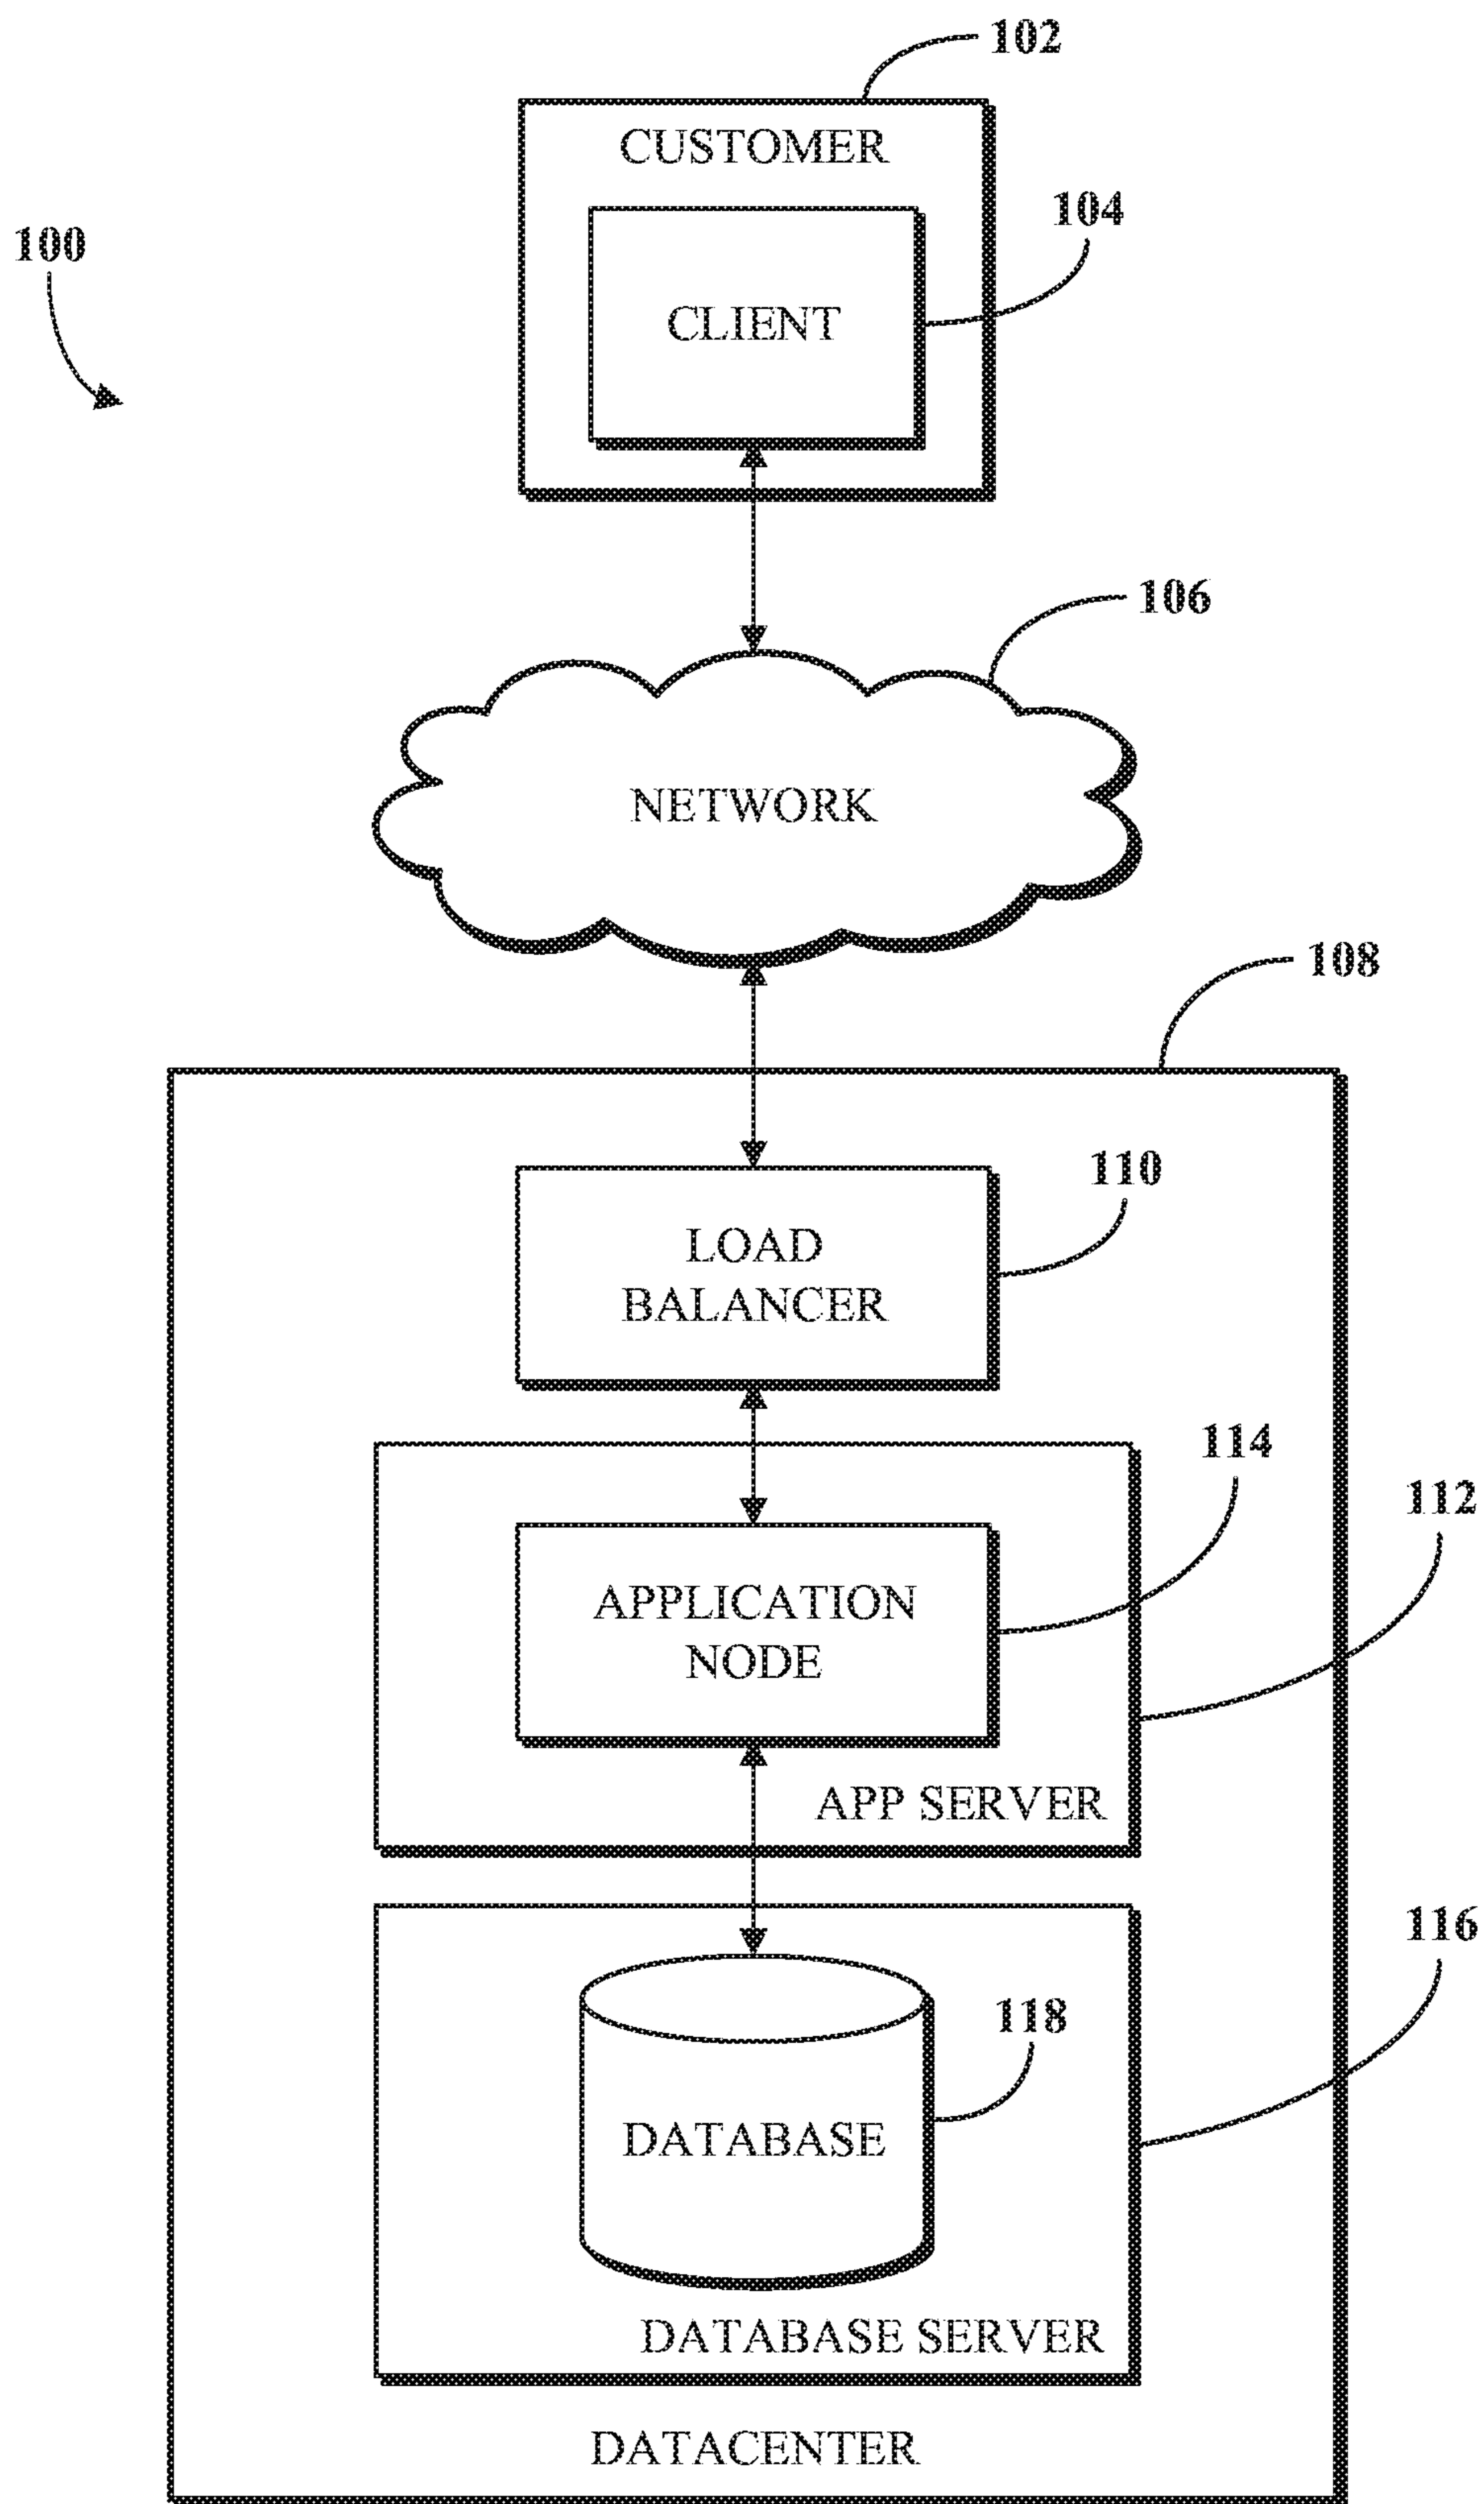 102
CUSTOMER
104
100
CLIENT
106
NETWORK
108
110
LOAD
BALANCER
114
112
APPLICATION
NODE
APP SERVER
116
118
DATABASE
DATABASE SERVER
DATACENTER